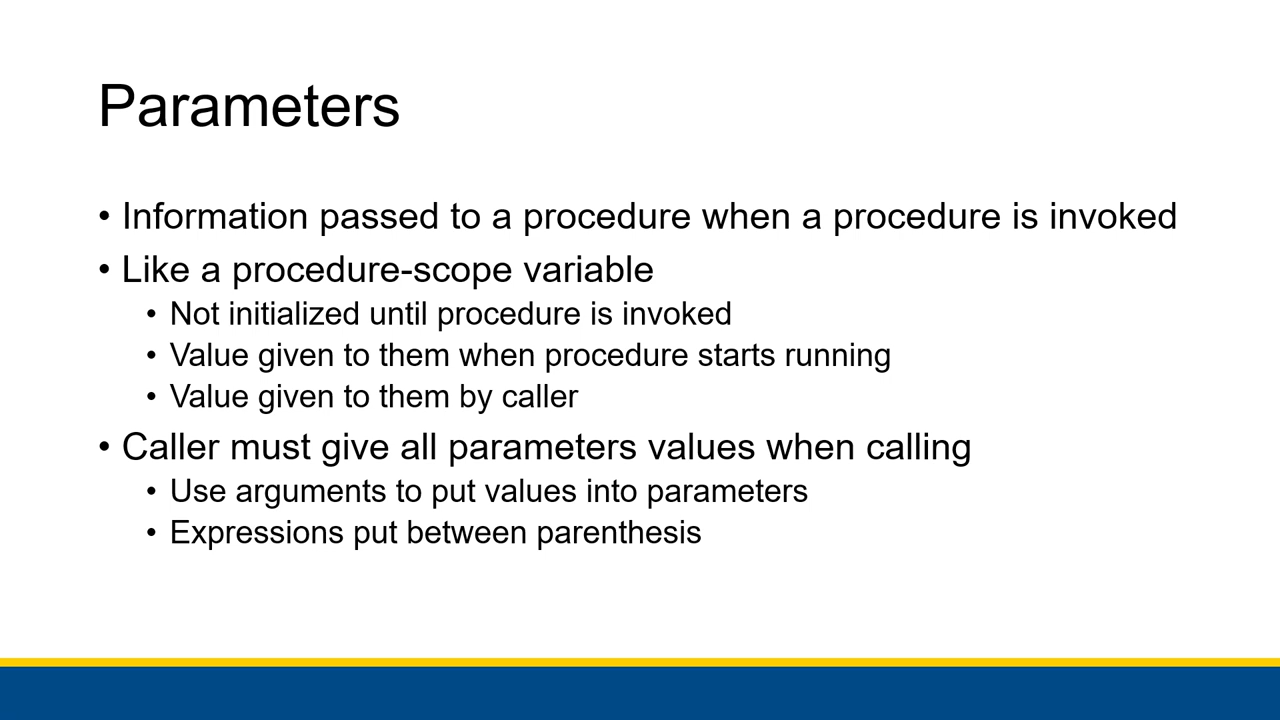 Parameters
• Information passed to a procedure when a procedure is invoked
• Like a procedure-scope variable
• Not initialized until procedure is invoked
• Value given to them when procedure starts running
• Value given to them by caller
• Caller must give all parameters values when calling
• Use arguments to put values into parameters
• Expressions put between parenthesis